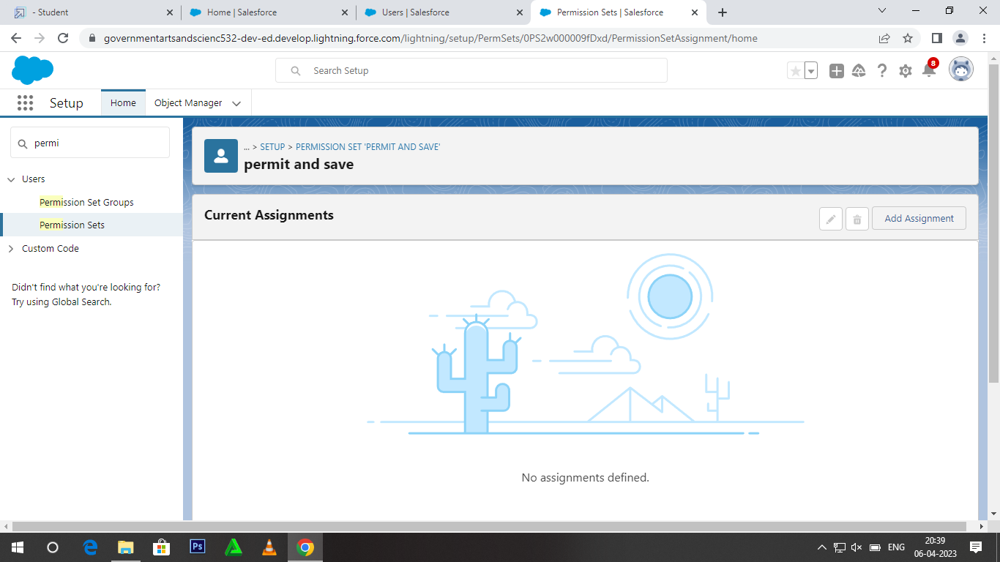 - Student
Home | Salesforce
Users | Salesforce
Permission Sets | Salesforce
governmentartsandscienc532-dev-ed.develop.lightning.force.com/lightning/setup/PermSets/0PS2w000009fDxd/PermissionSetAssignment/home
Search Setup
8
Setup
Home
Object Manager
permi
Users
Permission Set Groups
Permission Sets
Custom Code
Didn't find what you're looking for?
Try using Global Search.
... > SETUP > PERMISSION SET 'PERMIT AND SAVE'
permit and save
Current Assignments
Add Assignment
No assignments defined.
Ps
ENG
20:39
06-04-2023